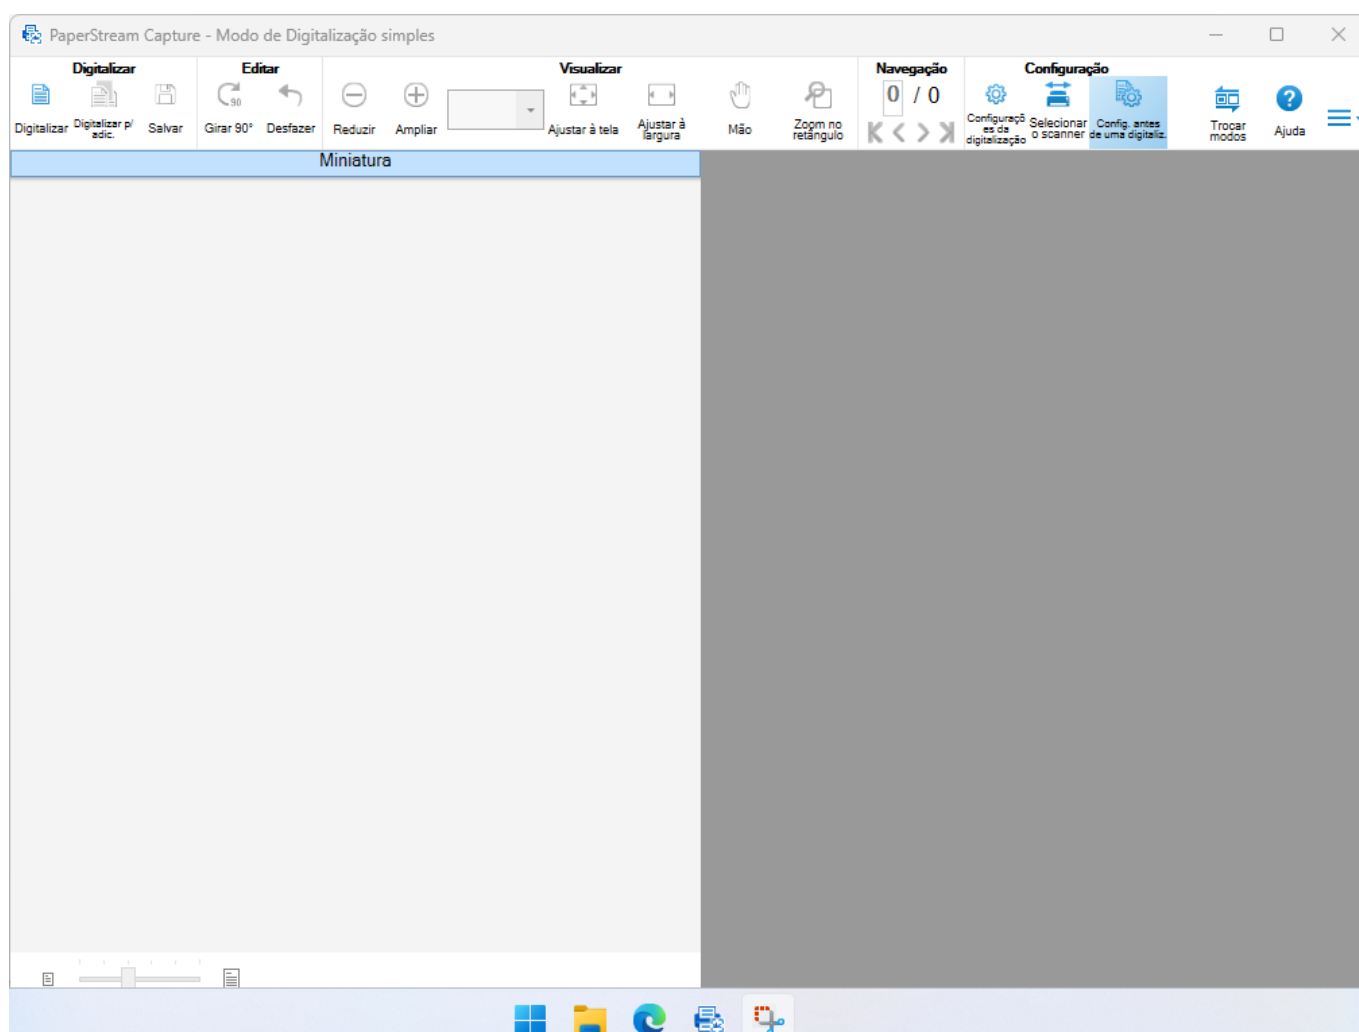 PaperStream Capture - Modo de Digitalização simples
Digitalizar
Editar
Visualizar
Navegação
Configuração
0 / 0
90
Digitalizar
Digitalizar p/
adic.
Salvar
Girar 90°
Desfazer
Reduzir
Ampliar
Ajustar à tela
Ajustar à
largura
Mão
Zoom no
retângulo
Configuraçõ
es da
digitalização
Selecionar
o scanner
Config. antes
de uma digitaliz.
Trocar
modos
Ajuda
Miniatura